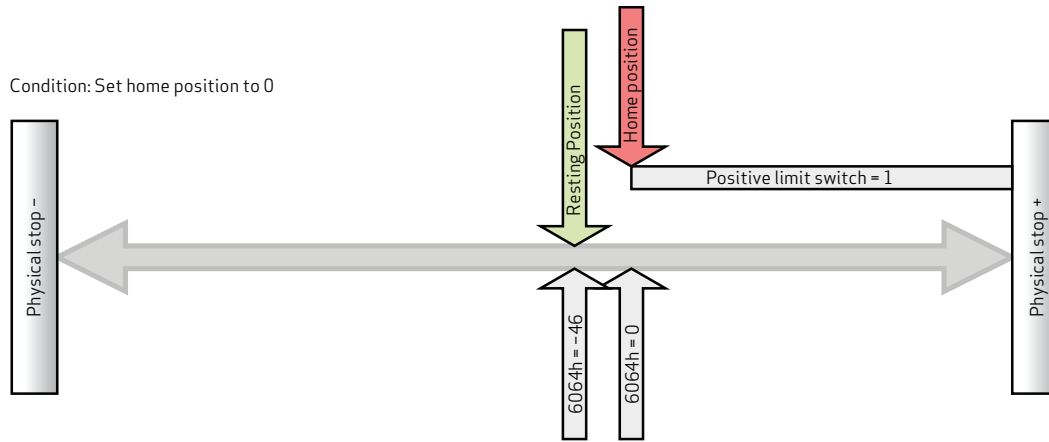 Condition: Set home position to 0
Physical stop –
Resting Position
Home position
Positive limit switch = 1
Physical stop +
6064h = –46
6064h = 0